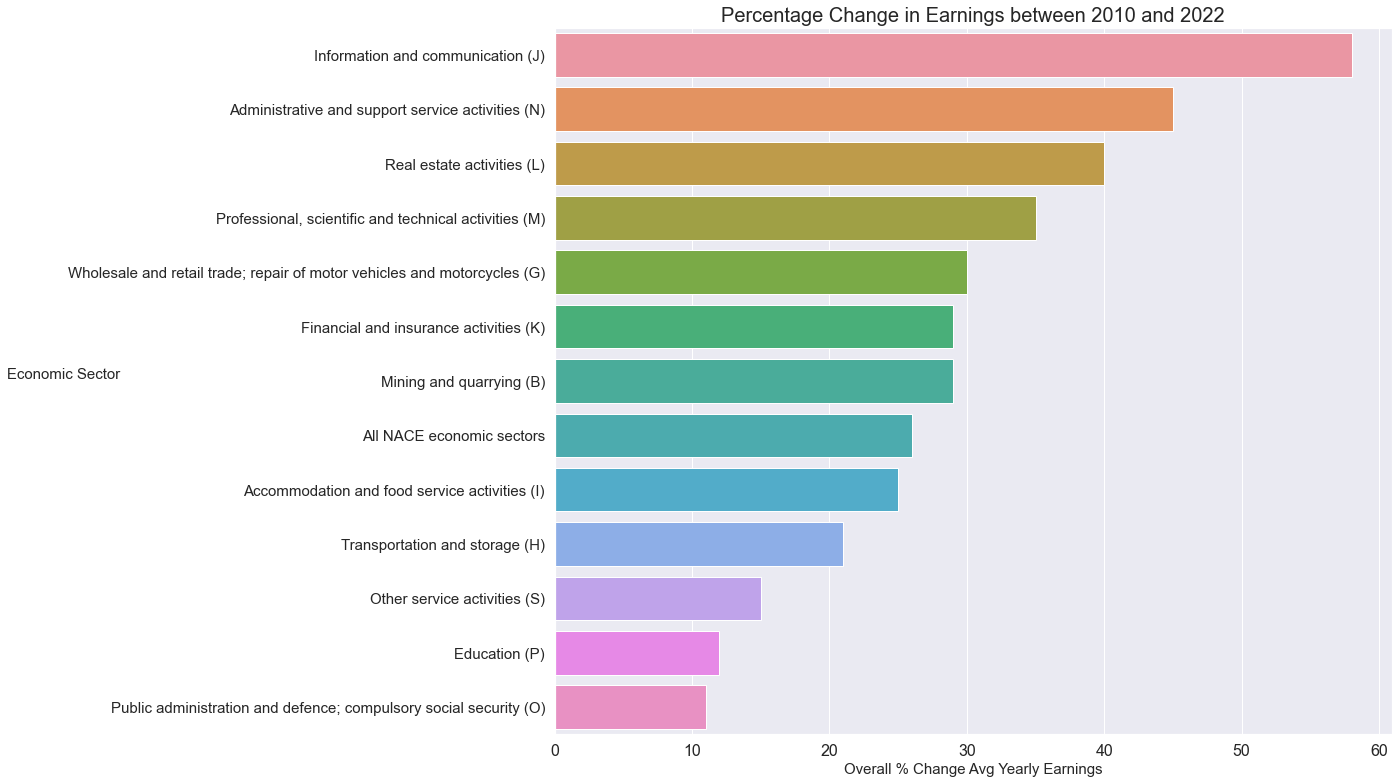 Percentage Change in Earnings between 2010 and 2022
Information and communication (J)
Administrative and support service activities (N)
Real estate activities (L)
Professional, scientific and technical activities (M)
Wholesale and retail trade; repair of motor vehicles and motorcycles (G)
Financial and insurance activities (K)
Economic Sector
Mining and quarrying (B)
All NACE economic sectors
Accommodation and food service activities (I)
Transportation and storage (H)
Other service activities (S)
Education (P)
Public administration and defence; compulsory social security (O)
0 10 20 30 40 50 60
Overall % Change Avg Yearly Earnings